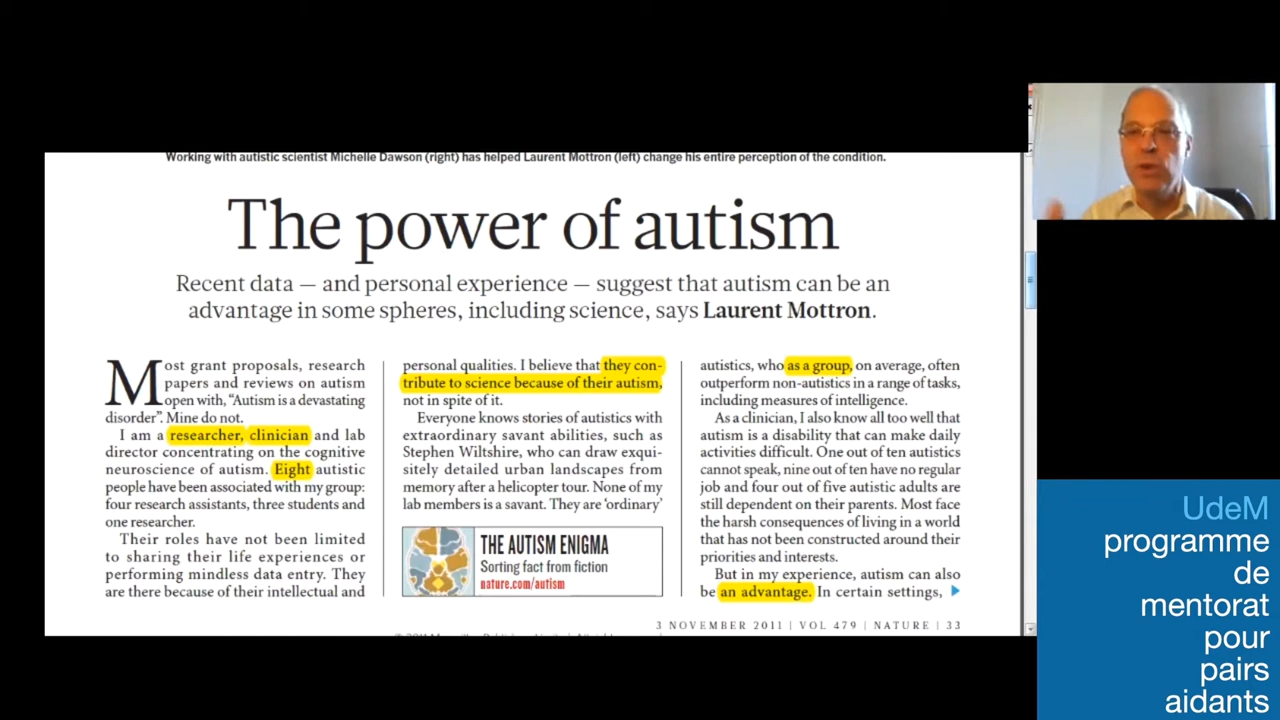 Working with autistic scientist Michelle Dawson (right) has helped Laurent Mottron (left) change his entire perception of the condition.
The power of autism
Recent data — and personal experience — suggest that autism can be an
advantage in some spheres, including science, says Laurent Mottron.
Most grant proposals, research
papers and reviews on autism
open with, “Autism is a devastating
disorder”. Mine do not.
I am a researcher, clinician and lab
director concentrating on the cognitive
neuroscience of autism. Eight autistic
people have been associated with my group:
four research assistants, three students and
one researcher.
Their roles have not been limited
to sharing their life experiences or
performing mindless data entry. They
are there because of their intellectual and
personal qualities. I believe that they con-
tribute to science because of their autism,
not in spite of it.
Everyone knows stories of autistics with
extraordinary savant abilities, such as
Stephen Wiltshire, who can draw exqui-
sitely detailed urban landscapes from
memory after a helicopter tour. None of my
lab members is a savant. They are ‘ordinary’
THE AUTISM ENIGMA
Sorting fact from fiction
nature.com/autism
autistics, who as a group, on average, often
outperform non-autistics in a range of tasks,
including measures of intelligence.
As a clinician, I also know all too well that
autism is a disability that can make daily
activities difficult. One out of ten autistics
cannot speak, nine out of ten have no regular
job and four out of five autistic adults are
still dependent on their parents. Most face
the harsh consequences of living in a world
that has not been constructed around their
priorities and interests.
But in my experience, autism can also
be an advantage. In certain settings,
3 NOVEMBER 2011 | VOL 479 | NATURE | 33
UdeM
programme
de
mentorat
pour
pairs
aidants